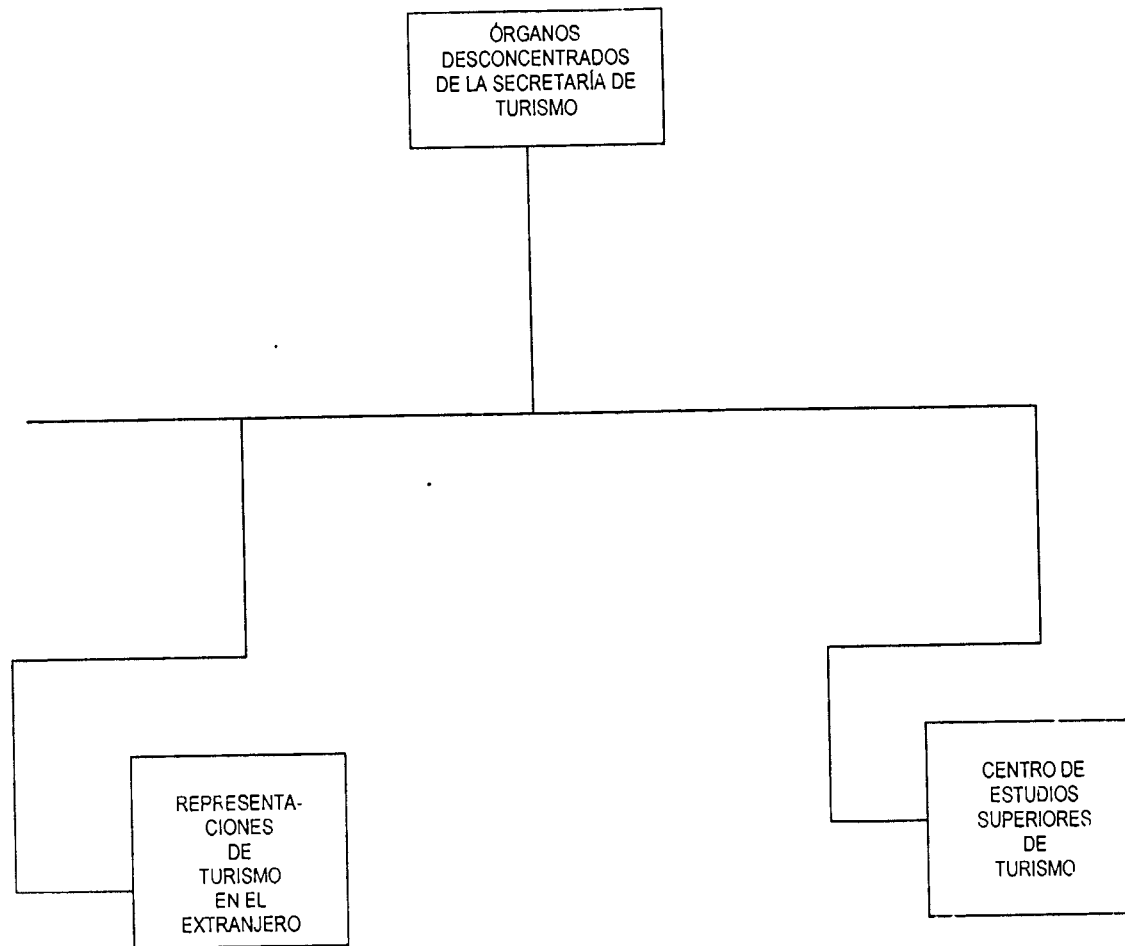 ÓRGANOS
DESCONCENTRADOS
DE LA SECRETARÍA DE
TURISMO
REPRESENTA-
CIONES
DE
TURISMO
EN EL
EXTRANJERO
CENTRO DE
ESTUDIOS
SUPERIORES
DE
TURISMO